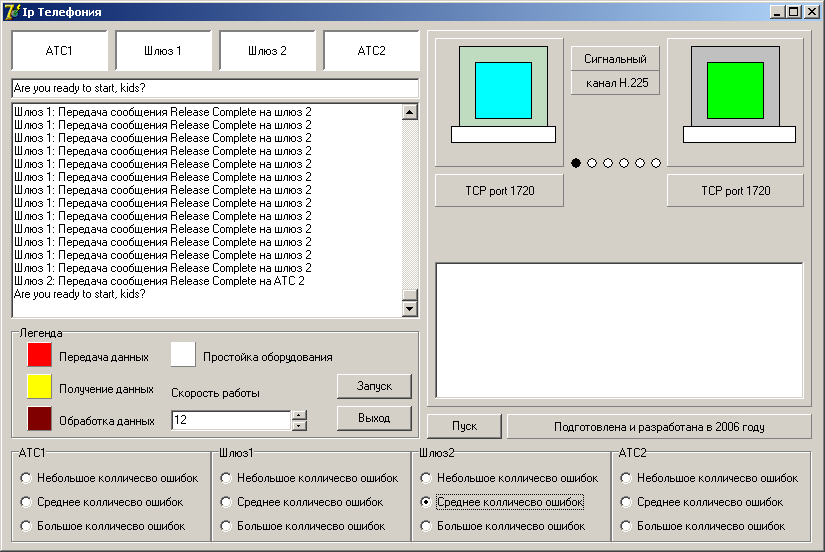 Ip Телефония
АТС1
Шлюз 1
Шлюз 2
АТС2
Are you ready to start, kids?
Шлюз 1: Передача сообщения Release Complete на шлюз 2
Шлюз 1: Передача сообщения Release Complete на шлюз 2
Шлюз 1: Передача сообщения Release Complete на шлюз 2
Шлюз 1: Передача сообщения Release Complete на шлюз 2
Шлюз 1: Передача сообщения Release Complete на шлюз 2
Шлюз 1: Передача сообщения Release Complete на шлюз 2
Шлюз 1: Передача сообщения Release Complete на шлюз 2
Шлюз 1: Передача сообщения Release Complete на шлюз 2
Шлюз 1: Передача сообщения Release Complete на шлюз 2
Шлюз 1: Передача сообщения Release Complete на шлюз 2
Шлюз 1: Передача сообщения Release Complete на шлюз 2
Шлюз 1: Передача сообщения Release Complete на шлюз 2
Шлюз 1: Передача сообщения Release Complete на шлюз 2
Шлюз 2: Передача сообщения Release Complete на АТС 2
Are you ready to start, kids?
Сигнальный
канал H.225
TCP port 1720
TCP port 1720
Легенда
Передача данных
Простойка оборудования
Получение данных
Скорость работы
Запуск
Обработка данных
12
Выход
Пуск
Подготовлена и разработана в 2006 году
АТС1
Небольшое колличесво ошибок
Среднее колличесво ошибок
Большое колличесво ошибок
Шлюз1
Небольшое колличесво ошибок
Среднее колличесво ошибок
Большое колличесво ошибок
Шлюз2
Небольшое колличесво ошибок
Среднее колличесво ошибок
Большое колличесво ошибок
АТС2
Небольшое колличесво ошибок
Среднее колличесво ошибок
Большое колличесво ошибок